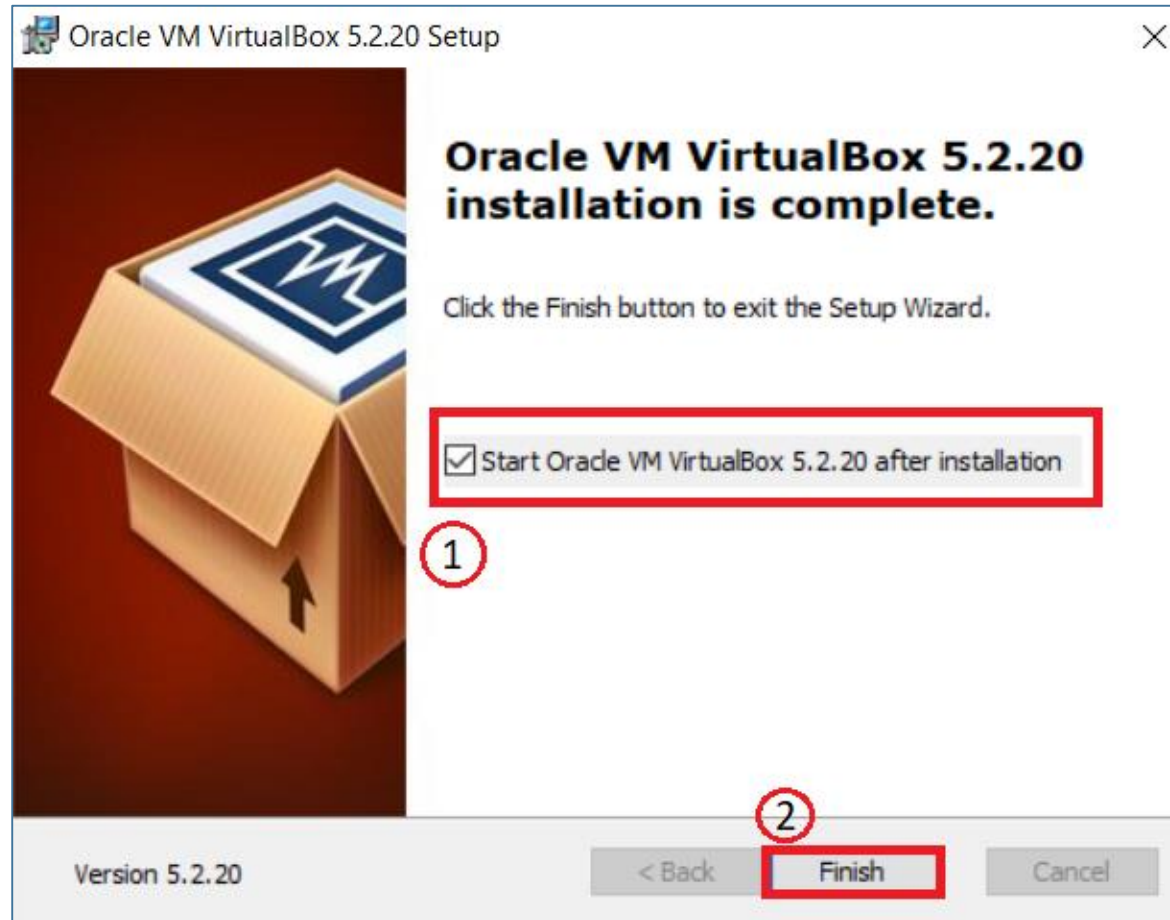 Oracle VM VirtualBox 5.2.20 Setup
Oracle VM VirtualBox 5.2.20
installation is complete.
Click the Finish button to exit the Setup Wizard.
Start Oracle VM VirtualBox 5.2.20 after installation
1
2
Version 5.2.20
< Back
Finish
Cancel